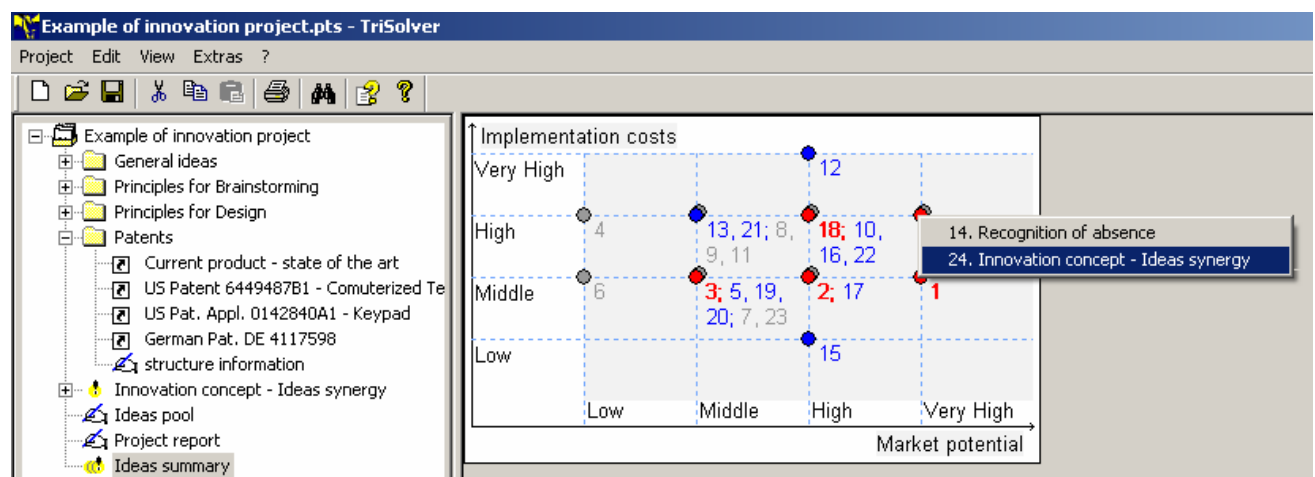 Example of innovation project.pts - TriSolver
Project Edit View Extras ?
Example of innovation project
General ideas
Principles for Brainstorming
Principles for Design
Patents
Current product - state of the art
US Patent 6449487B1 - Comuterized Te
US Pat. Appl. 0142840A1 - Keypad
German Pat. DE 4117598
structure information
Innovation concept - Ideas synergy
Ideas pool
Project report
Ideas summary
Implementation costs
Very High
12
High
4
13, 21; 8,
9, 11
18; 10,
16, 22
14. Recognition of absence
24. Innovation concept - Ideas synergy
Middle
6
3; 5, 19,
20; 7, 23
2; 17
1
Low
15
Low Middle High Very High
Market potential